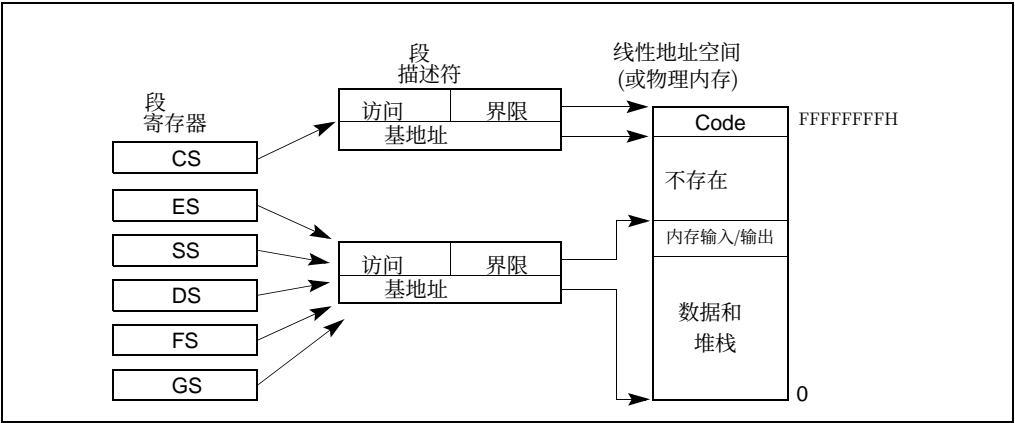 段
描述符
线性地址空间
(或物理内存)
段
寄存器
访问 界限
基地址
Code
FFFFFFFFH
CS
不存在
ES
内存输入/输出
SS
访问 界限
基地址
DS
数据和
堆栈
FS
GS
0